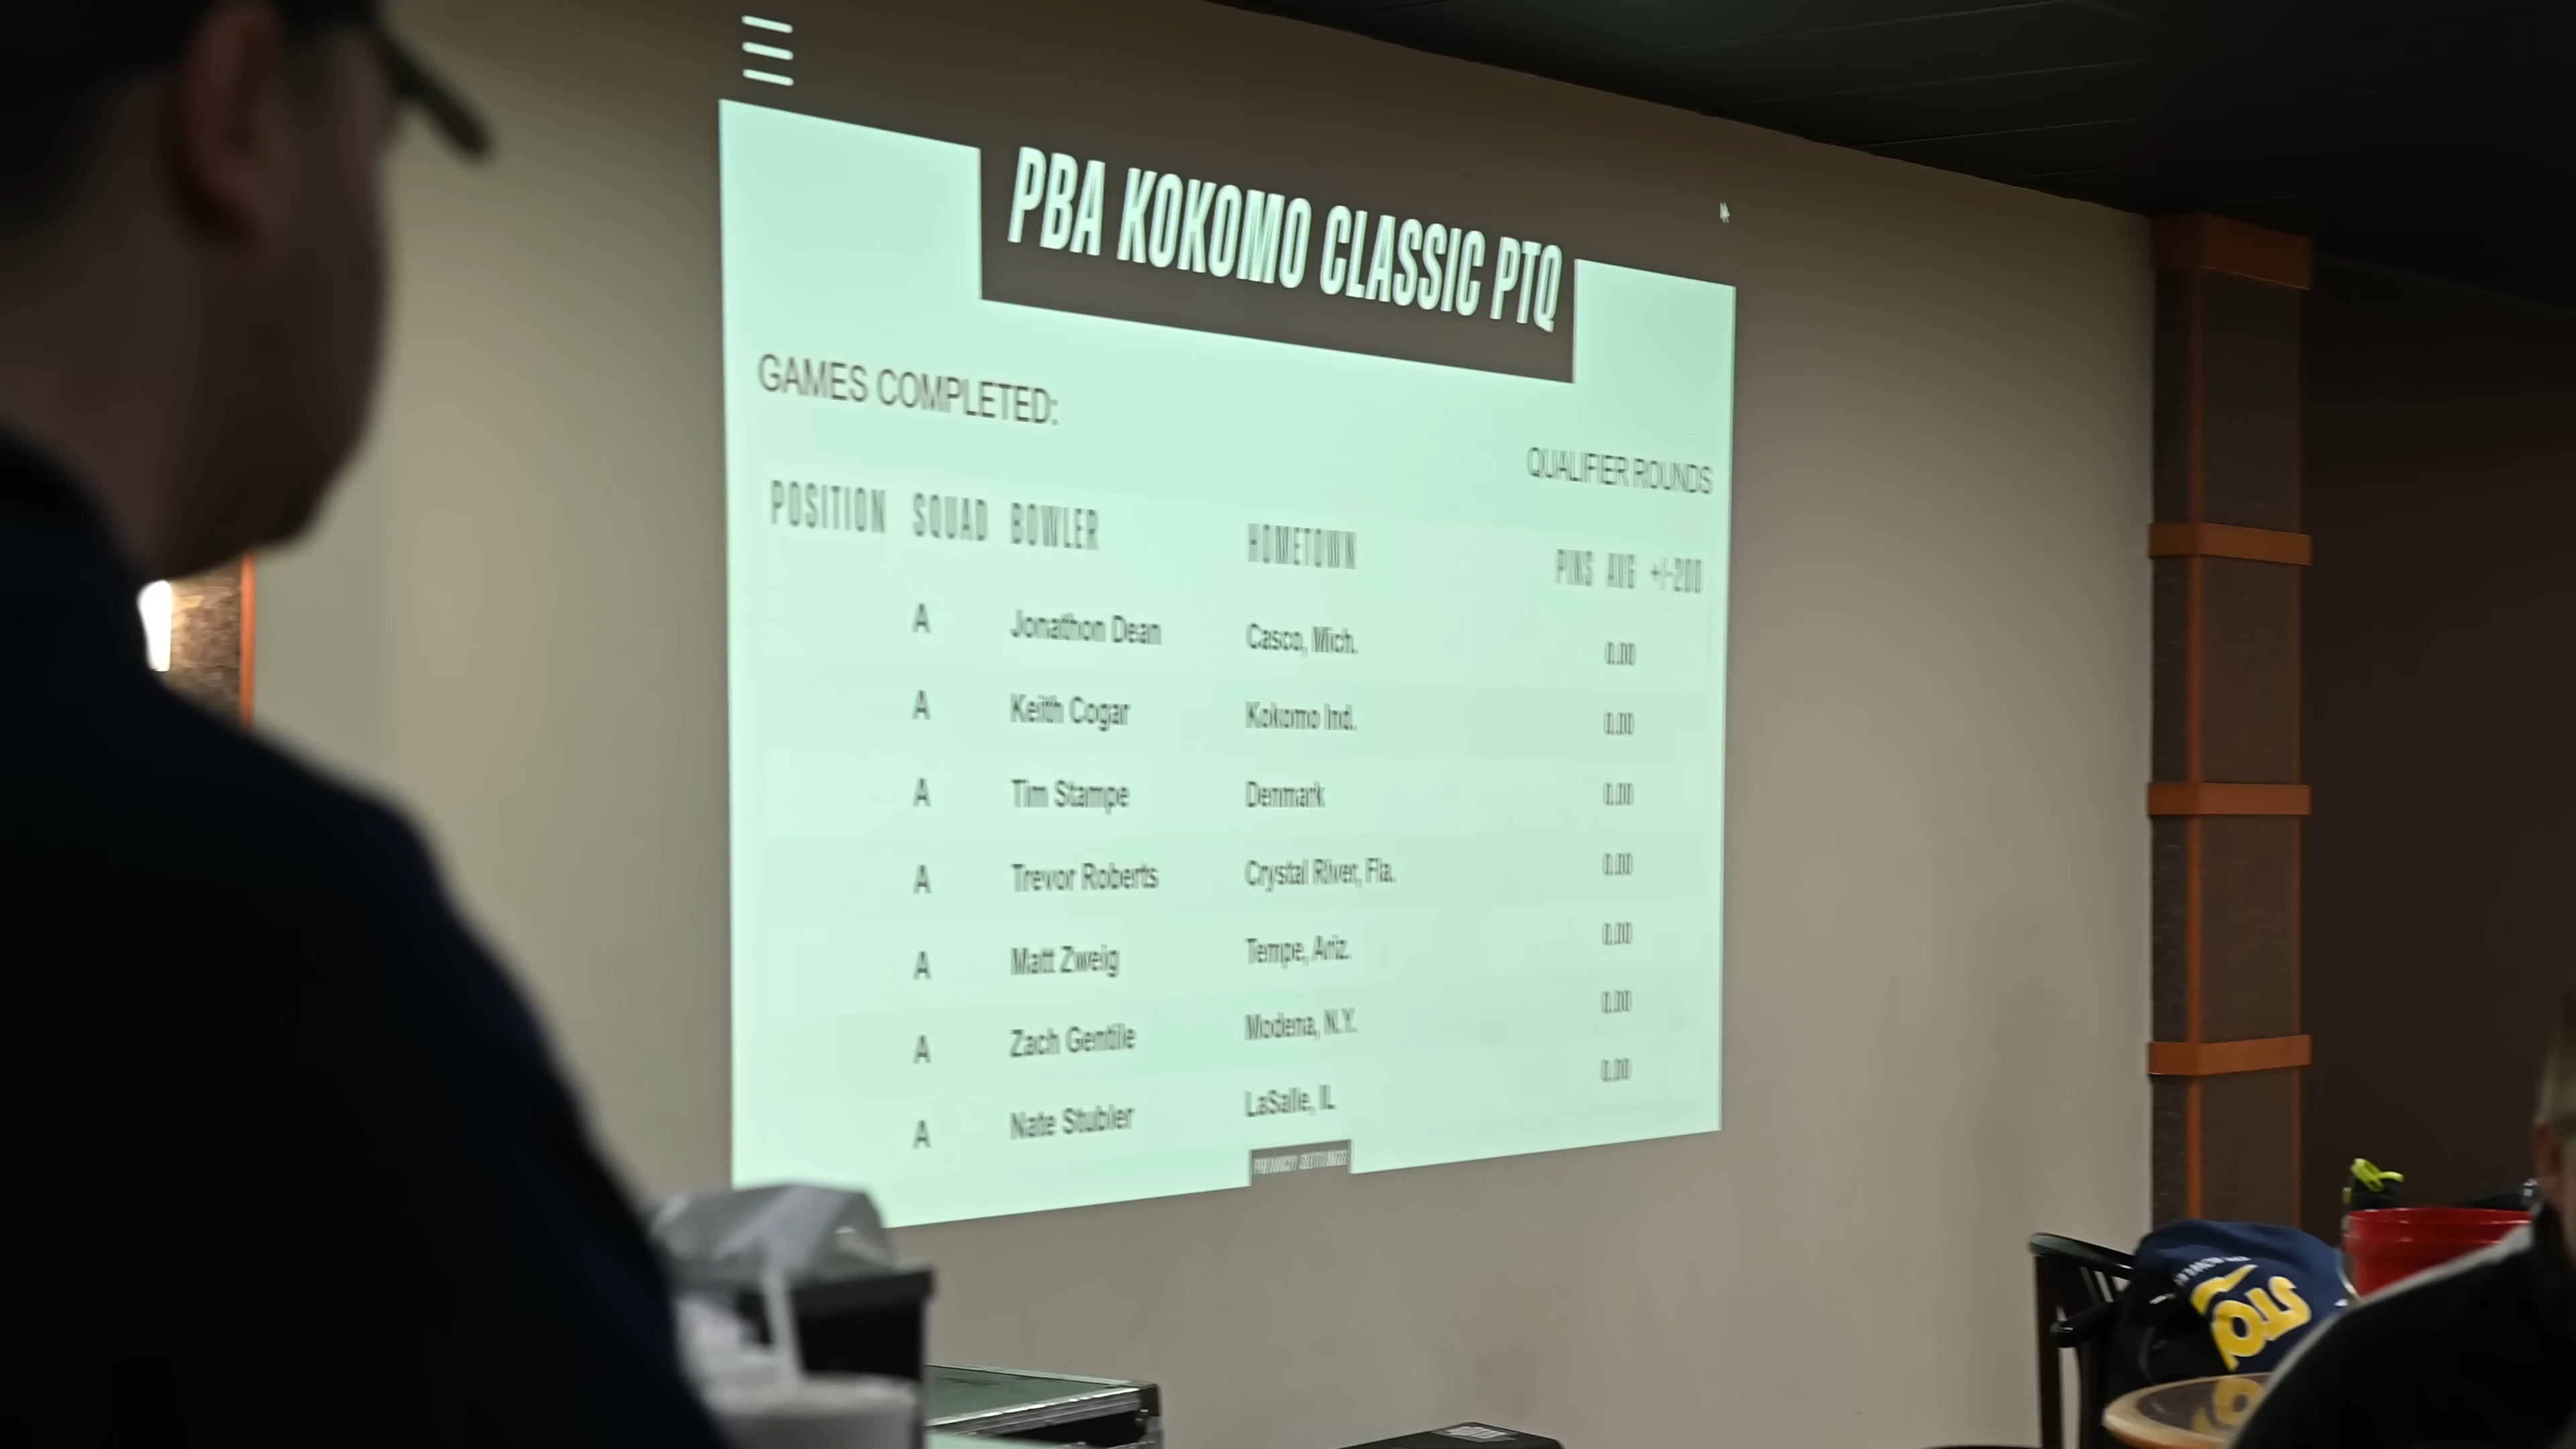 PBA KOKOMO CLASSIC PTQ
GAMES COMPLETED:
QUALIFIER ROUNDS
POSITION SQUAD BOWLER HOMETOWN PINS AVG +/-200
A Jonathon Dean Casco, Mich. 0.00
A Keith Cogar Kokomo Ind. 0.00
A Tim Stampe Denmark 0.00
A Trevor Roberts Crystal River, Fla. 0.00
A Matt Zweig Tempe, Ariz. 0.00
A Zach Gentile Modena, N.Y. 0.00
A Nate Stubler LaSalle, IL 0.00